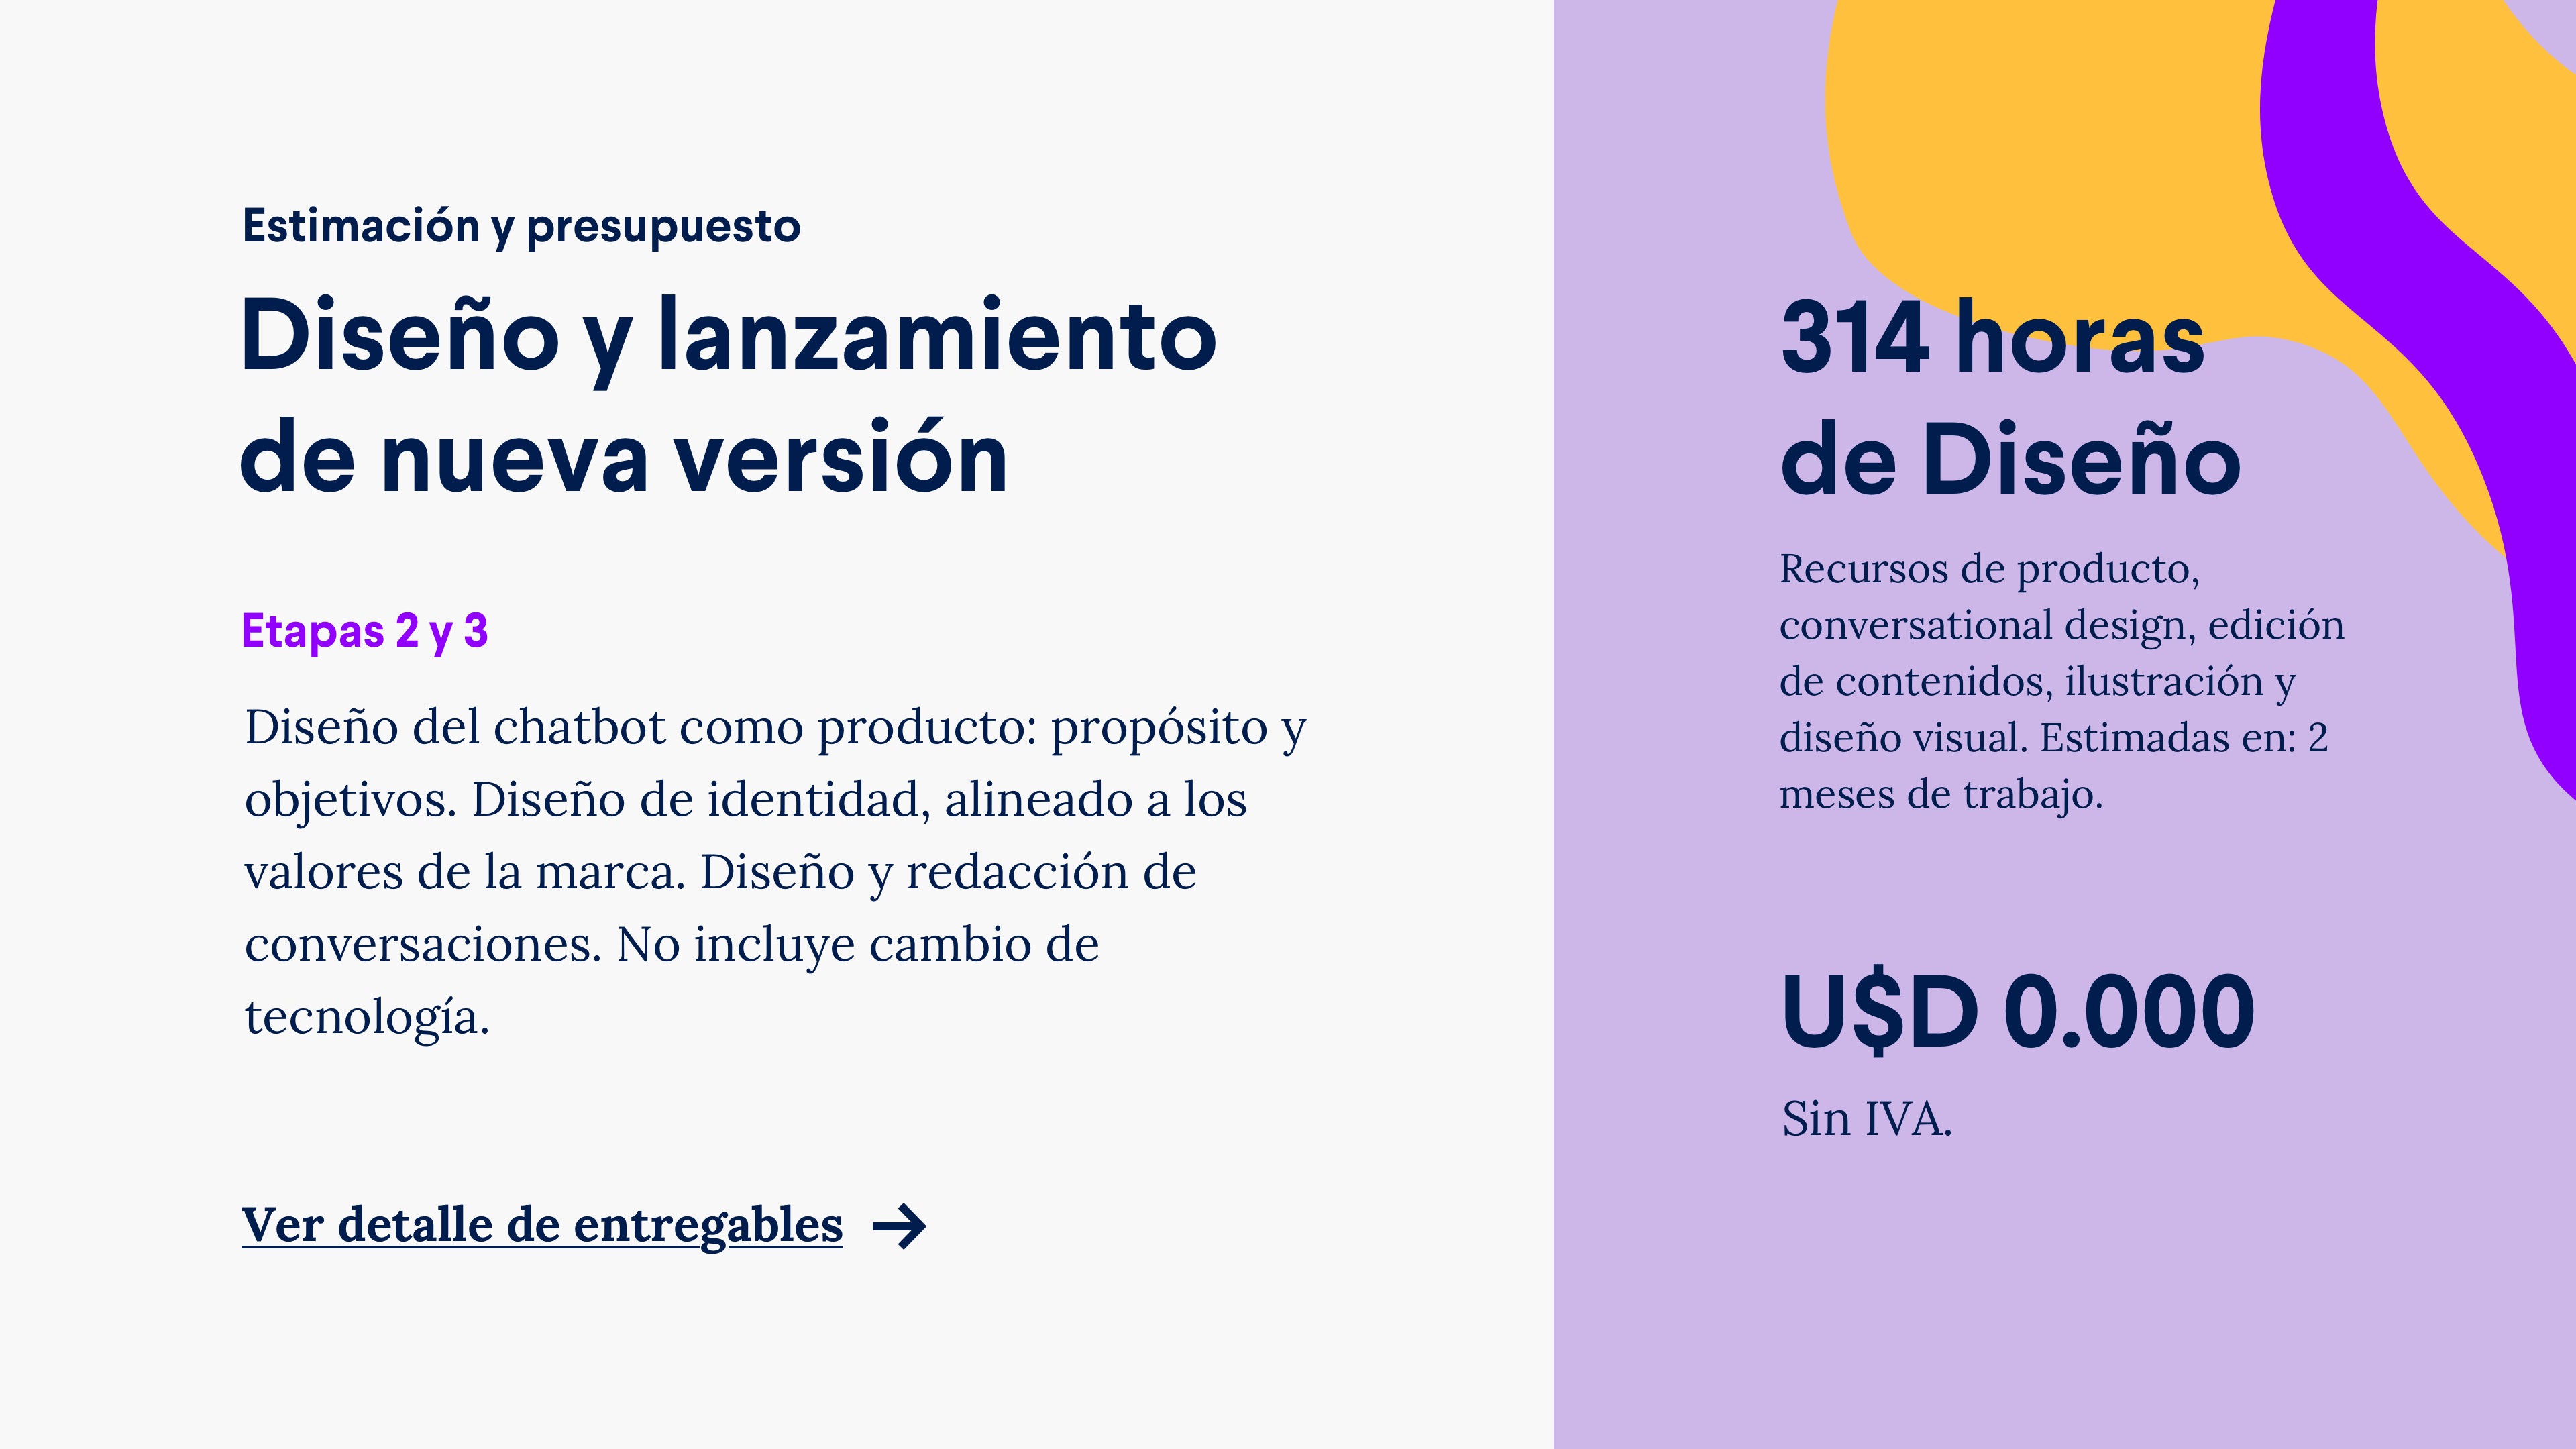 Estimación y presupuesto
Diseño y lanzamiento
de nueva versión
Etapas 2 y 3
Diseño del chatbot como producto: propósito y
objetivos. Diseño de identidad, alineado a los
valores de la marca. Diseño y redacción de
conversaciones. No incluye cambio de
tecnología.
Ver detalle de entregables
314 horas
de Diseño
Recursos de producto,
conversational design, edición
de contenidos, ilustración y
diseño visual. Estimadas en: 2
meses de trabajo.
U$D 0.000
Sin IVA.